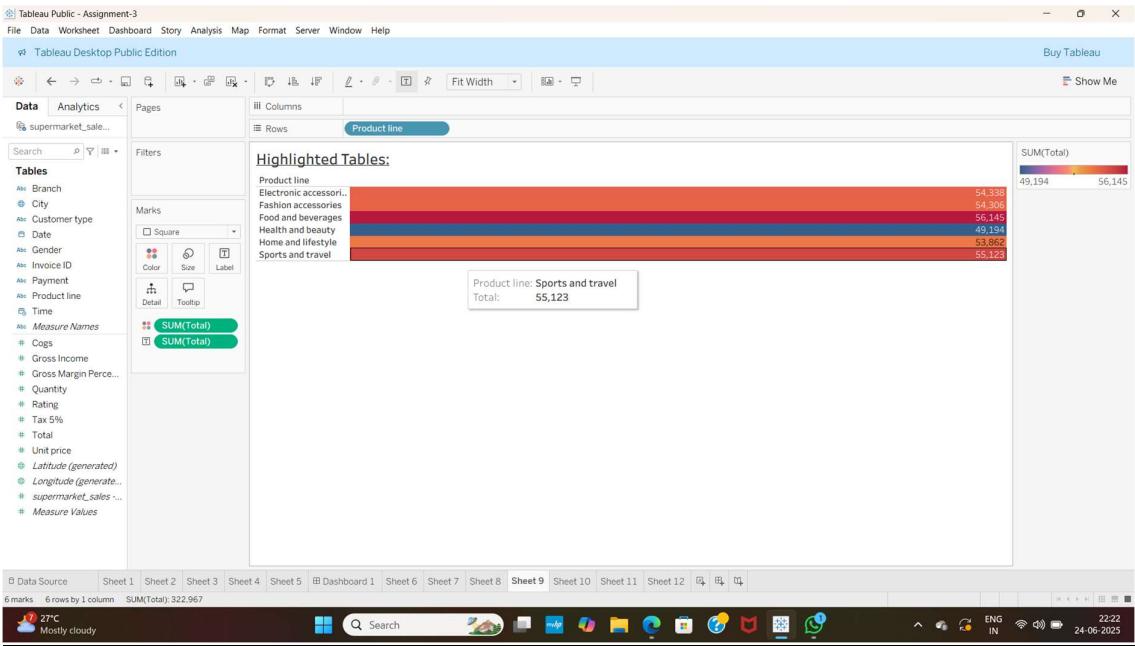 Tableau Public - Assignment-3
File Data Worksheet Dashboard Story Analysis Map Format Server Window Help
Tableau Desktop Public Edition Buy Tableau
Fit Width Show Me
Data Analytics
supermarket_sale...
Search
Tables
Abc Branch
City
Abc Customer type
Date
Abc Gender
Abc Invoice ID
Abc Payment
Abc Product line
Time
Abc Measure Names
# Cogs
# Gross Income
# Gross Margin Perce...
# Quantity
# Rating
# Tax 5%
# Total
# Unit price
Latitude (generated)
Longitude (generate...
# supermarket_sales -...
# Measure Values
Pages
Filters
Marks
Square
Color Size Label
Detail Tooltip
SUM(Total)
SUM(Total)
Columns
Rows Product line
Highlighted Tables:
Product line
Electronic accessori.. 54,338
Fashion accessories 54,306
Food and beverages 56,145
Health and beauty 49,194
Home and lifestyle 53,862
Sports and travel 55,123
Product line: Sports and travel
Total: 55,123
SUM(Total)
49,194 56,145
Data Source Sheet 1 Sheet 2 Sheet 3 Sheet 4 Sheet 5 Dashboard 1 Sheet 6 Sheet 7 Sheet 8 Sheet 9 Sheet 10 Sheet 11 Sheet 12
6 marks 6 rows by 1 column SUM(Total): 322,967
7 27°C
Mostly cloudy
Search
ENG
IN
22:22
24-06-2025